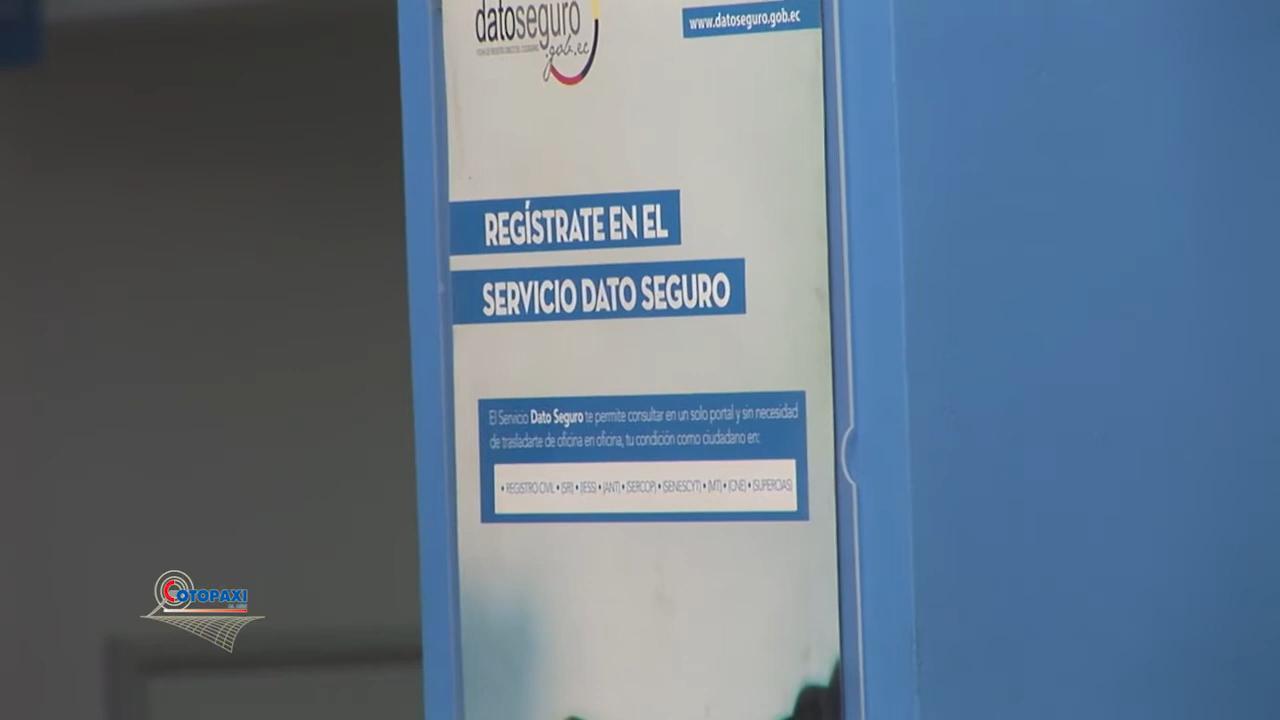 datoseguro
.gob.ec
www.datoseguro.gob.ec
REGÍSTRATE EN EL
SERVICIO DATO SEGURO
El Servicio Dato Seguro te permite consultar en un solo portal y sin necesidad
de trasladarte de oficina en oficina, tu condición como ciudadano en:
• REGISTRO CIVIL • (SRI) • (IESS) • (ANT) • (SERCOP) • (SENESCYT) • (MT) • (CNE) • (SUPERCIAS)
COTOPAXI